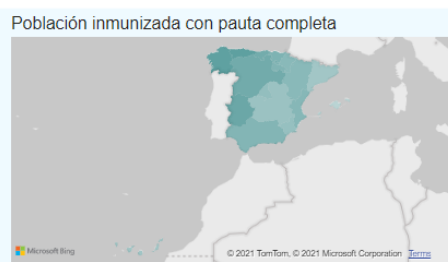 Población inmunizada con pauta completa
Microsoft Bing
© 2021 TomTom, © 2021 Microsoft Corporation Terms